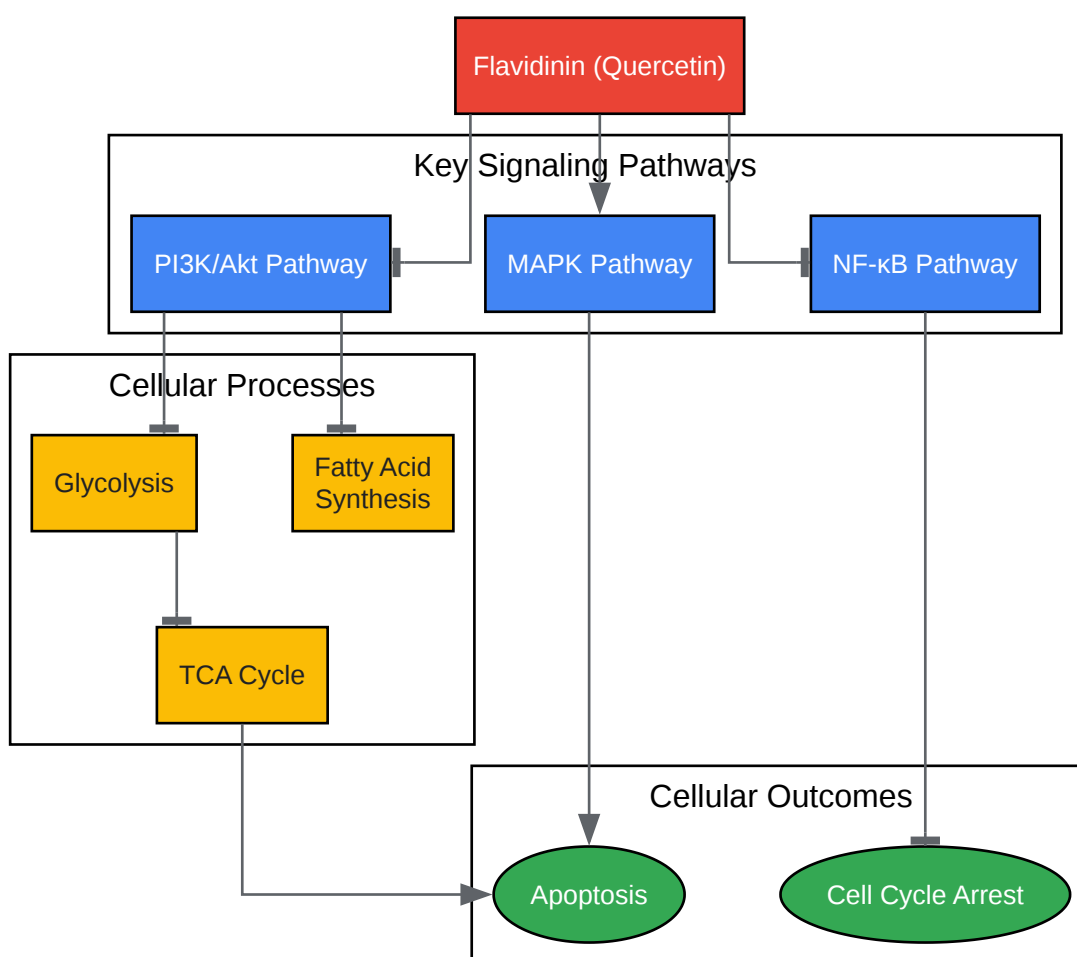 Flavidinin (Quercetin)
Key Signaling Pathways
PI3K/Akt Pathway
MAPK Pathway
NF-κB Pathway
Cellular Processes
Glycolysis
Fatty Acid
Synthesis
TCA Cycle
Cellular Outcomes
Apoptosis
Cell Cycle Arrest